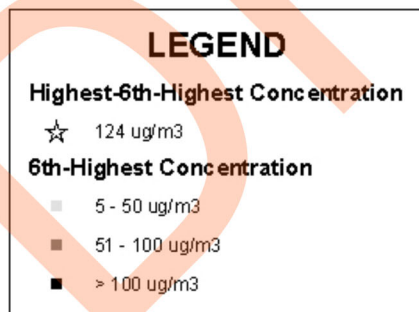 LEGEND
Highest-6th-Highest Concentration
124 ug/m3
6th-Highest Concentration
5 - 50 ug/m3
51 - 100 ug/m3
> 100 ug/m3